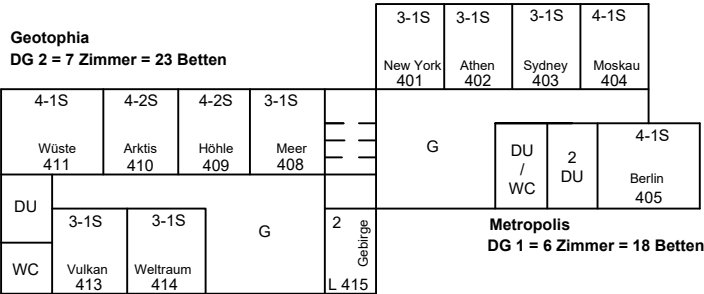 Geotophia
DG 2 = 7 Zimmer = 23 Betten
3-1S 3-1S 3-1S 4-1S
New York Athen Sydney Moskau
401 402 403 404
4-1S 4-2S 4-2S 3-1S
Wüste Arktis Höhle Meer
411 410 409 408
G
DU
/
WC
2
DU
4-1S
Berlin
405
DU
WC
3-1S 3-1S
Vulkan Weltraum
413 414
G
2
Gebirge
L 415
Metropolis
DG 1 = 6 Zimmer = 18 Betten